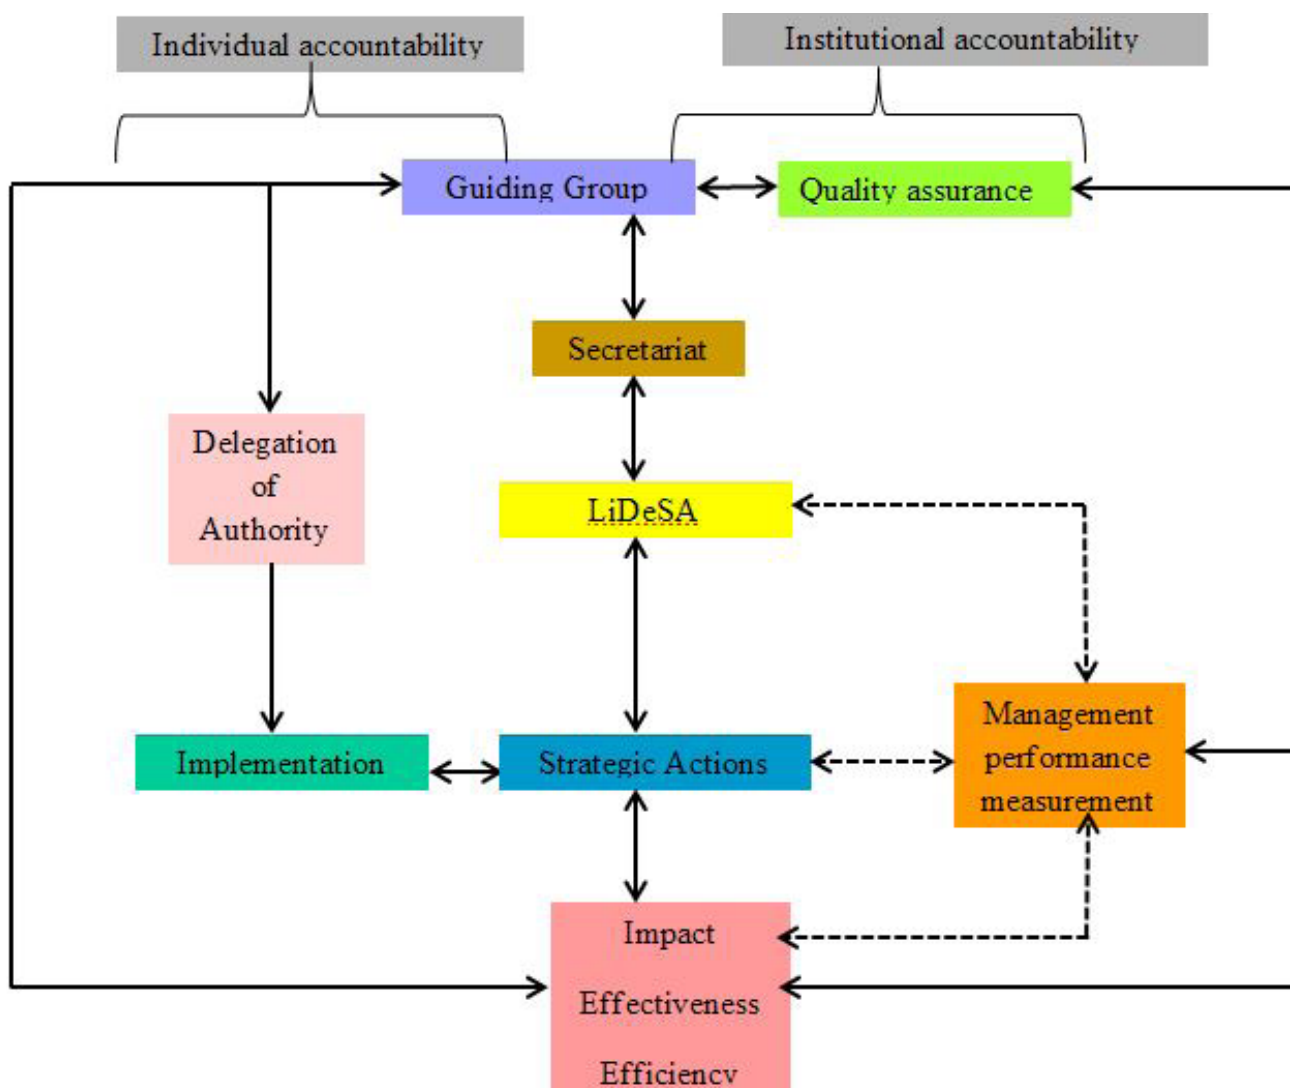 Individual accountability
Institutional accountability
Guiding Group
Quality assurance
Secretariat
Delegation
of
Authority
LiDeSA
Implementation
Strategic Actions
Management
performance
measurement
Impact
Effectiveness
Efficiency